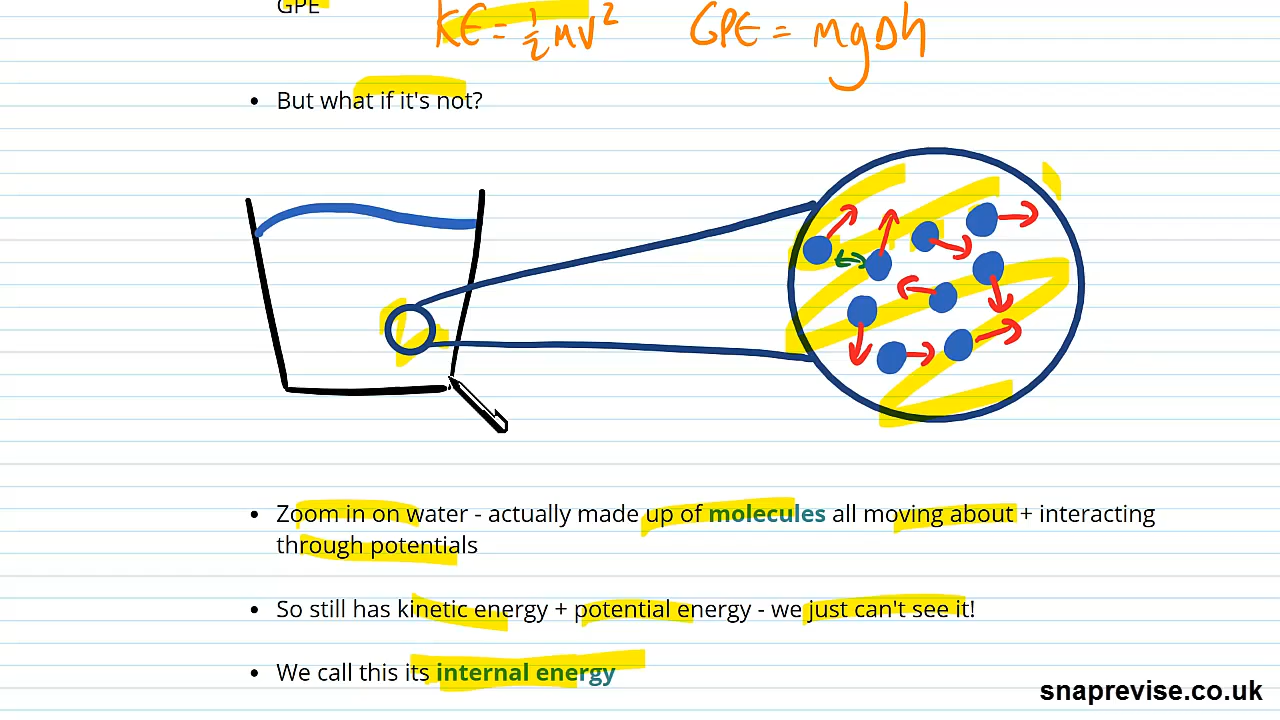 GPE
KE = ½mv² GPE = mgΔh
• But what if it's not?
• Zoom in on water - actually made up of molecules all moving about + interacting
through potentials
• So still has kinetic energy + potential energy - we just can't see it!
• We call this its internal energy
snaprevise.co.uk